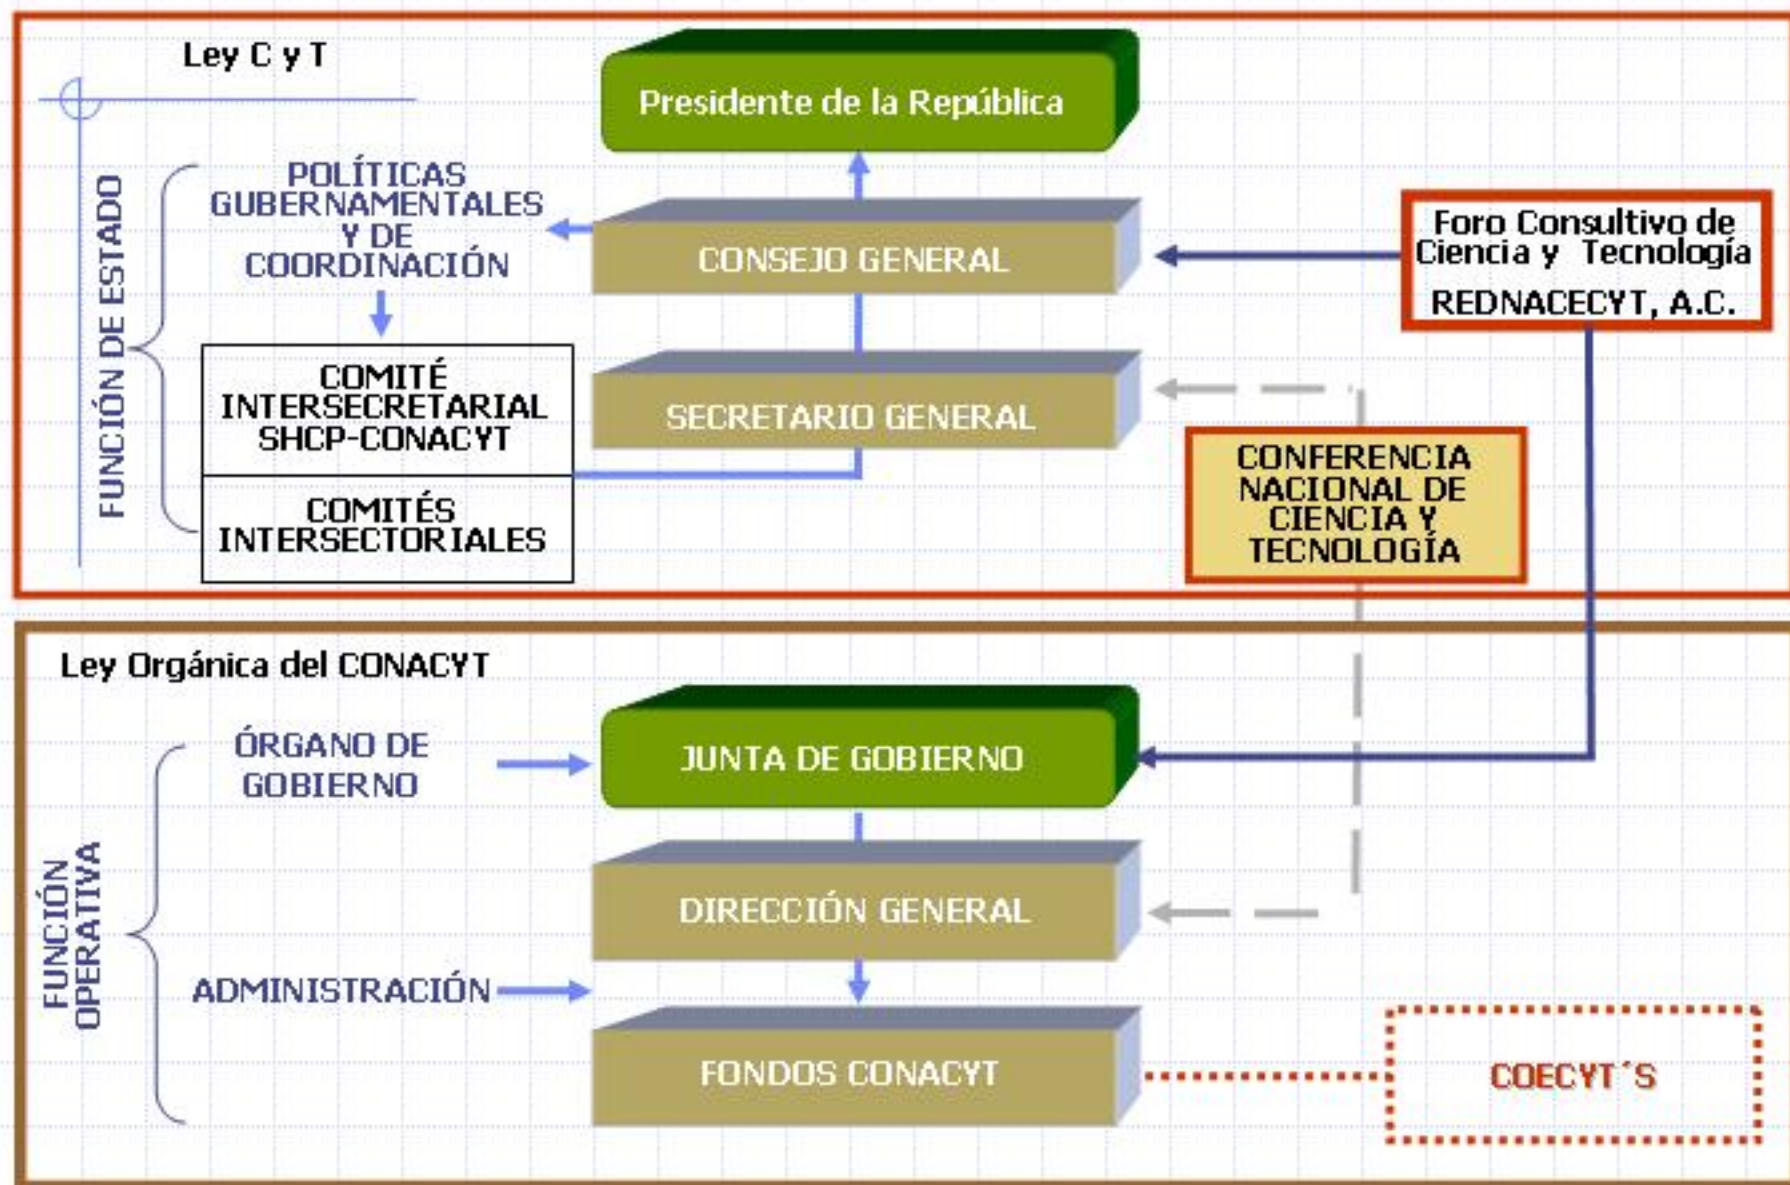 Ley C y T
Presidente de la República
FUNCIÓN DE ESTADO
POLÍTICAS
GUBERNAMENTALES
Y DE
COORDINACIÓN
CONSEJO GENERAL
Foro Consultivo de
Ciencia y Tecnología
REDNACECYT, A.C.
COMITÉ
INTERSECRETARIAL
SHCP-CONACYT
SECRETARIO GENERAL
CONFERENCIA
NACIONAL DE
CIENCIA Y
TECNOLOGÍA
COMITÉS
INTERSECTORIALES
Ley Orgánica del CONACYT
FUNCIÓN
OPERATIVA
ÓRGANO DE
GOBIERNO
JUNTA DE GOBIERNO
DIRECCIÓN GENERAL
ADMINISTRACIÓN
FONDOS CONACYT
COECYT´S